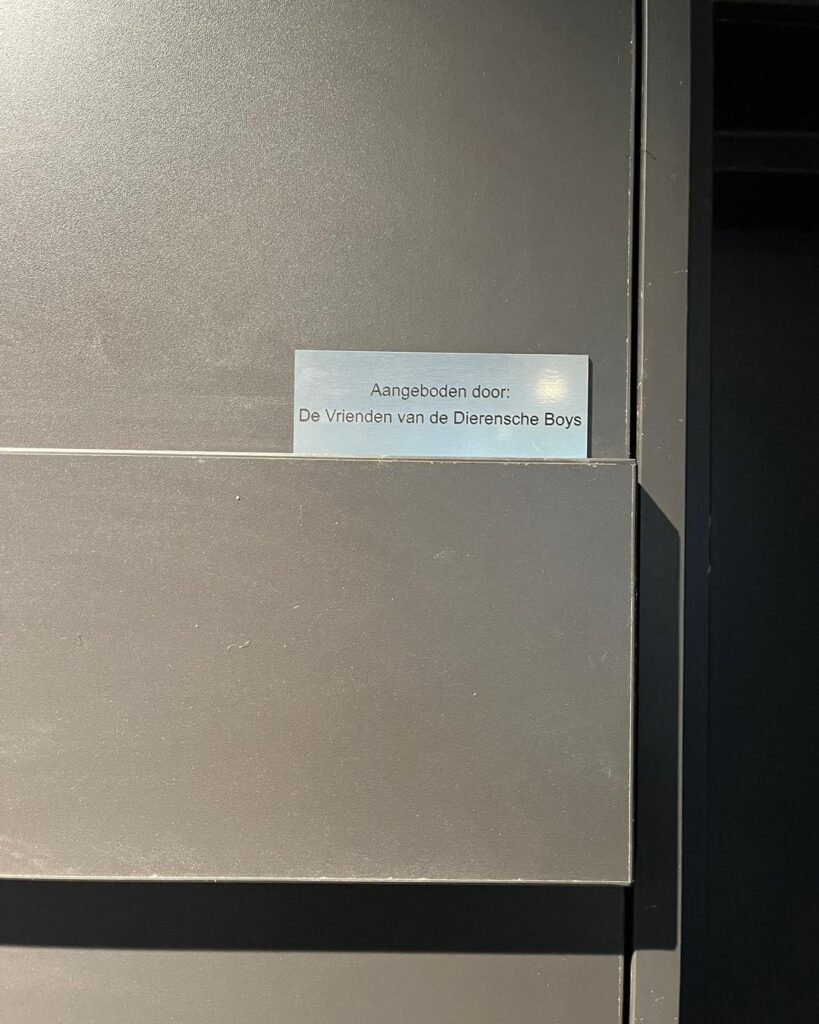 Aangeboden door:
De Vrienden van de Dierensche Boys